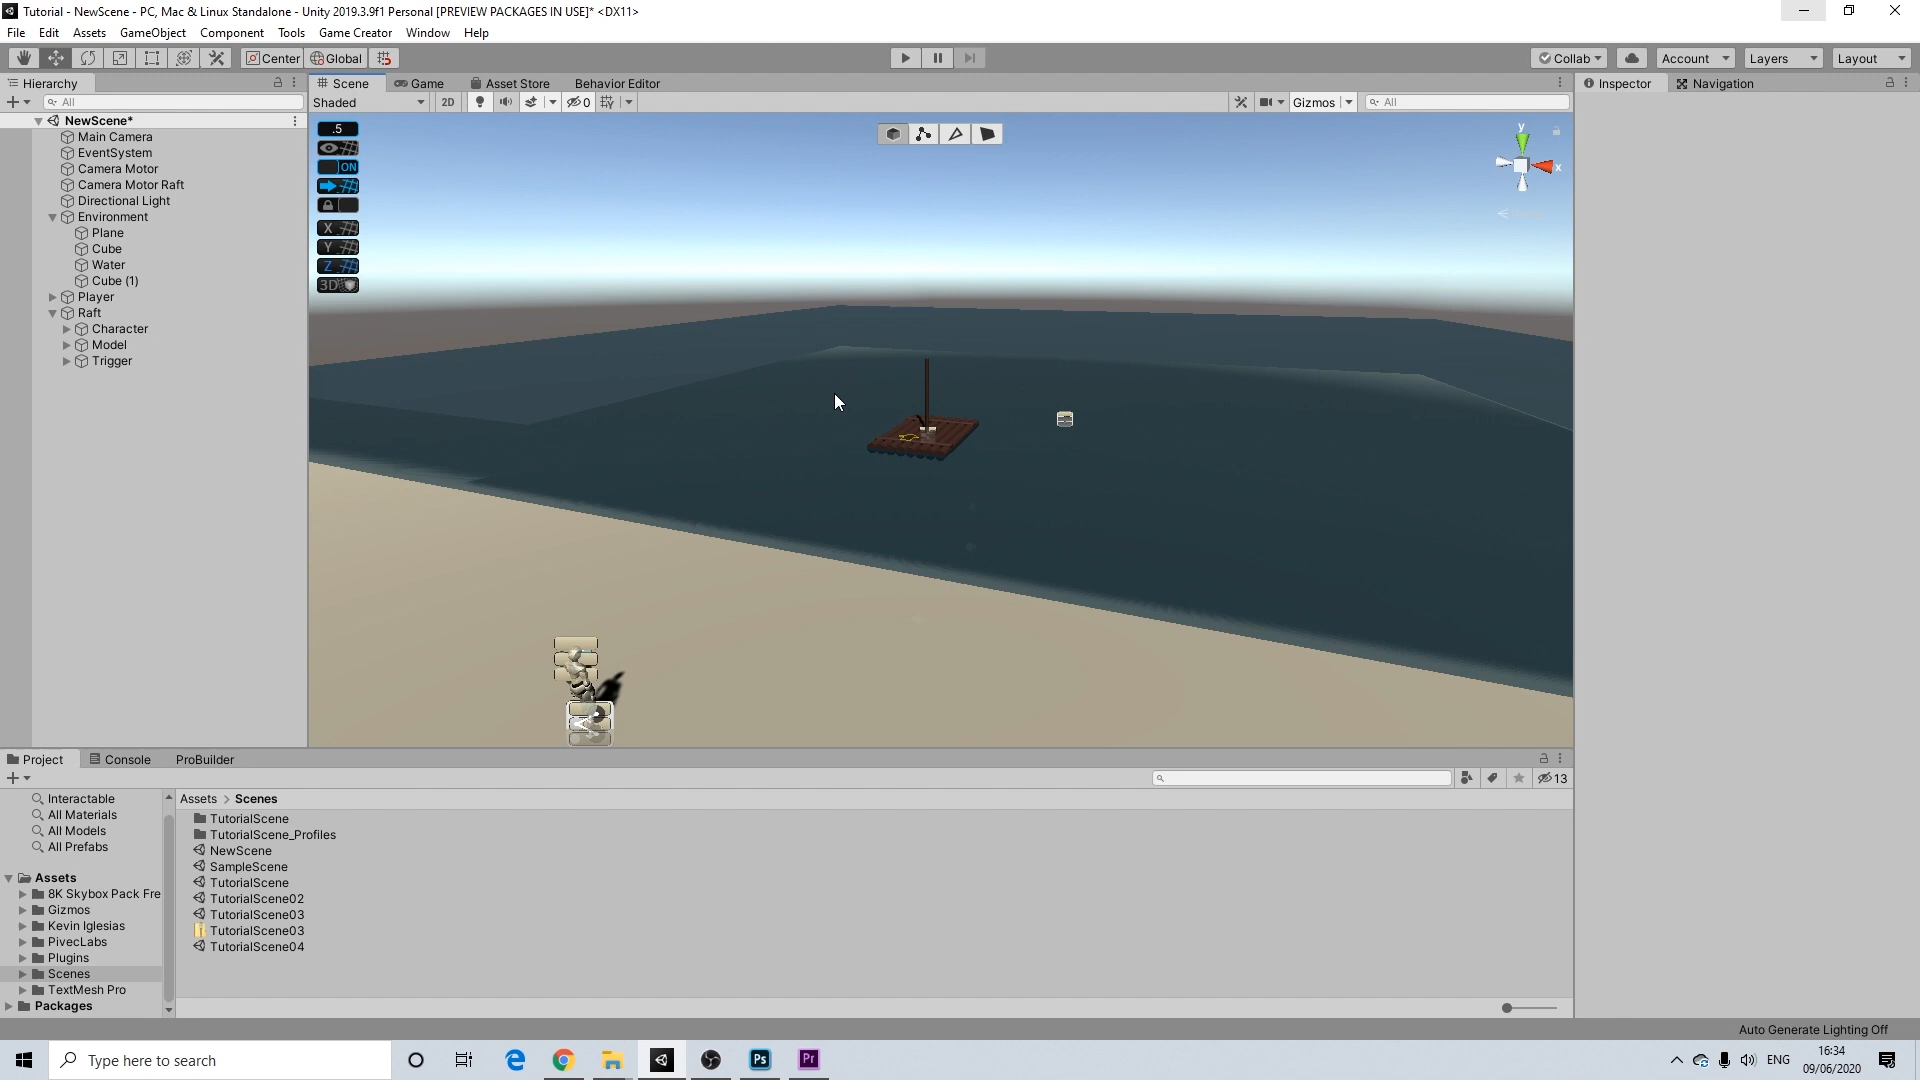 Tutorial - NewScene - PC, Mac & Linux Standalone - Unity 2019.3.9f1 Personal [PREVIEW PACKAGES IN USE]* <DX11>
File Edit Assets GameObject Component Tools Game Creator Window Help
Center Global Collab Account Layers Layout
Hierarchy Scene Game Asset Store Behavior Editor Inspector Navigation
All Shaded 2D 0 Gizmos All
NewScene*
Main Camera
EventSystem
Camera Motor
Camera Motor Raft
Directional Light
Environment
Plane
Cube
Water
Cube (1)
Player
Raft
Character
Model
Trigger
.5
ON
X
Y
Z
3D
y
x
Project Console ProBuilder
13
Interactable
All Materials
All Models
All Prefabs
Assets
8K Skybox Pack Fre
Gizmos
Kevin Iglesias
PivecLabs
Plugins
Scenes
TextMesh Pro
Packages
Assets > Scenes
TutorialScene
TutorialScene_Profiles
NewScene
SampleScene
TutorialScene
TutorialScene02
TutorialScene03
TutorialScene03
TutorialScene04
Auto Generate Lighting Off
Type here to search
Ps
Pr
ENG
16:34
09/06/2020